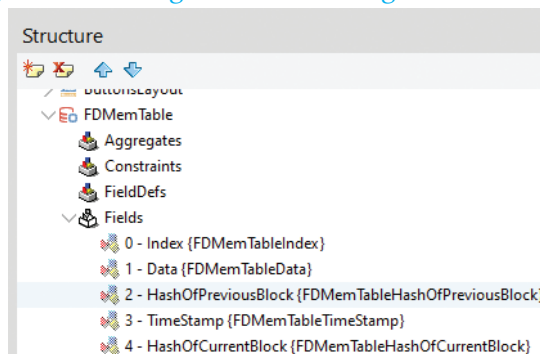 Structure
ButtonsLayout
FDMemTable
Aggregates
Constraints
FieldDefs
Fields
0 - Index {FDMemTableIndex}
1 - Data {FDMemTableData}
2 - HashOfPreviousBlock {FDMemTableHashOfPreviousBlock}
3 - TimeStamp {FDMemTableTimeStamp}
4 - HashOfCurrentBlock {FDMemTableHashOfCurrentBlock}